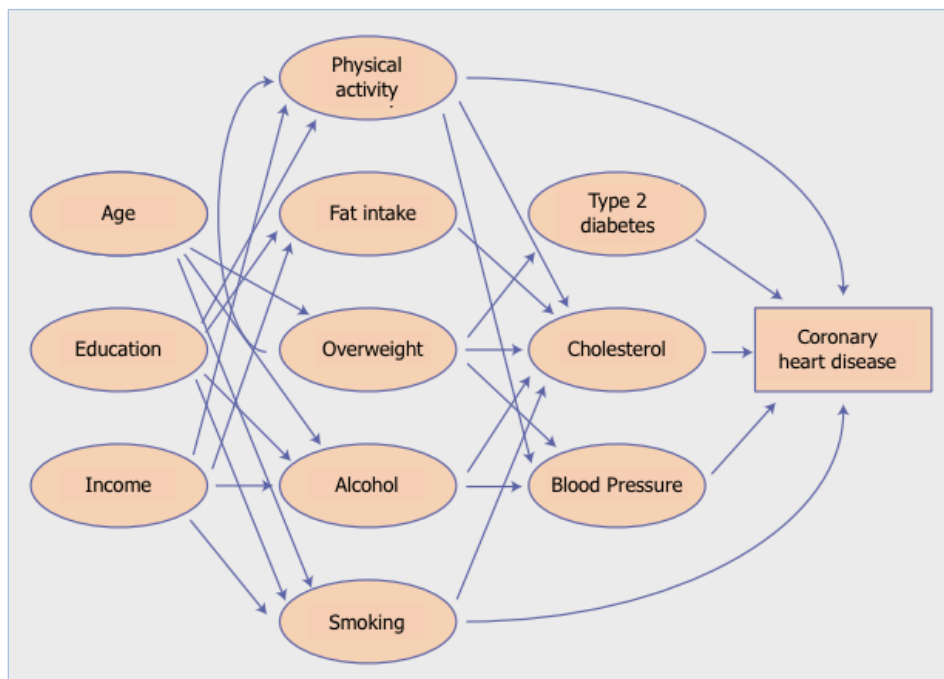 Physical
activity
Age
Fat intake
Type 2
diabetes
Education
Overweight
Cholesterol
Coronary
heart disease
Income
Alcohol
Blood Pressure
Smoking